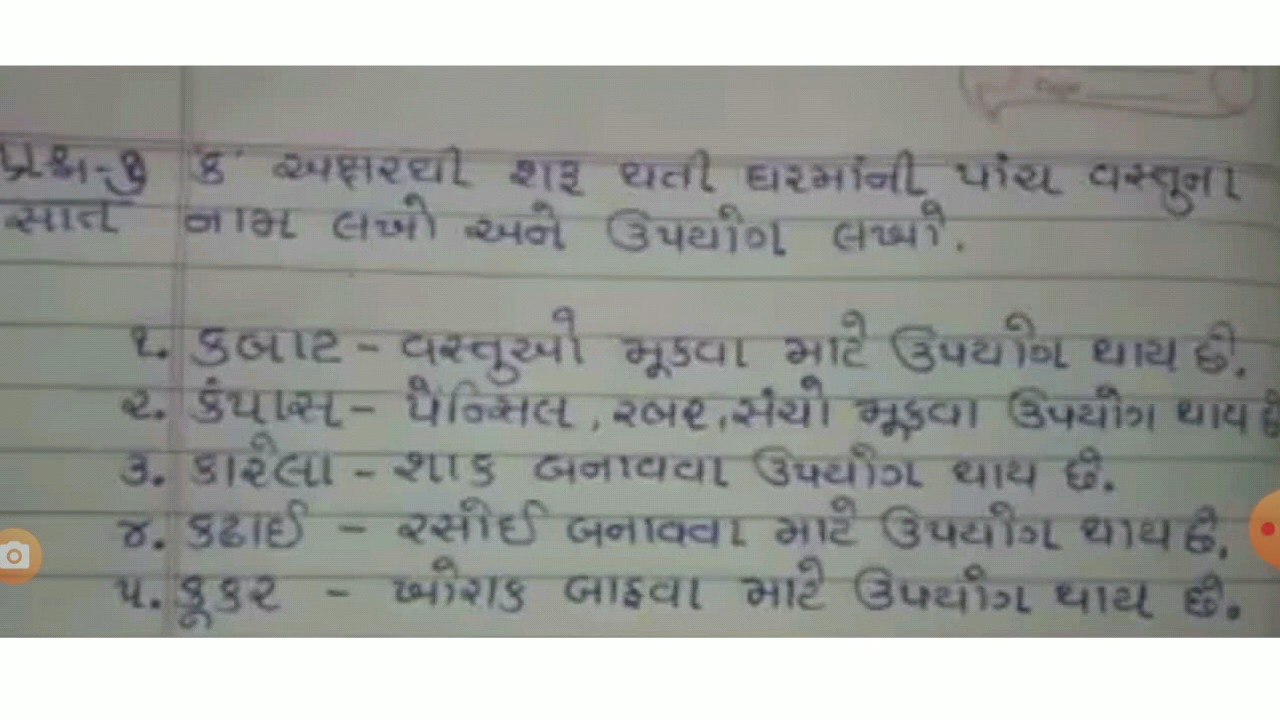 પ્રશ્ન-૭ 'ક' અક્ષરથી શરૂ થતી ઘરમાંની પાંચ વસ્તુના
સાત નામ લખો અને ઉપયોગ લખો.
૧. કબાટ - વસ્તુઓ મૂકવા માટે ઉપયોગ થાય છે.
૨. કંપાસ - પેન્સિલ, રબર, સંચો મૂકવા ઉપયોગ થાય છે
૩. કારેલા - શાક બનાવવા ઉપયોગ થાય છે.
૪. કઢાઈ - રસોઈ બનાવવા માટે ઉપયોગ થાય છે.
૫. કૂકર - ખોરાક બાફવા માટે ઉપયોગ થાય છે.